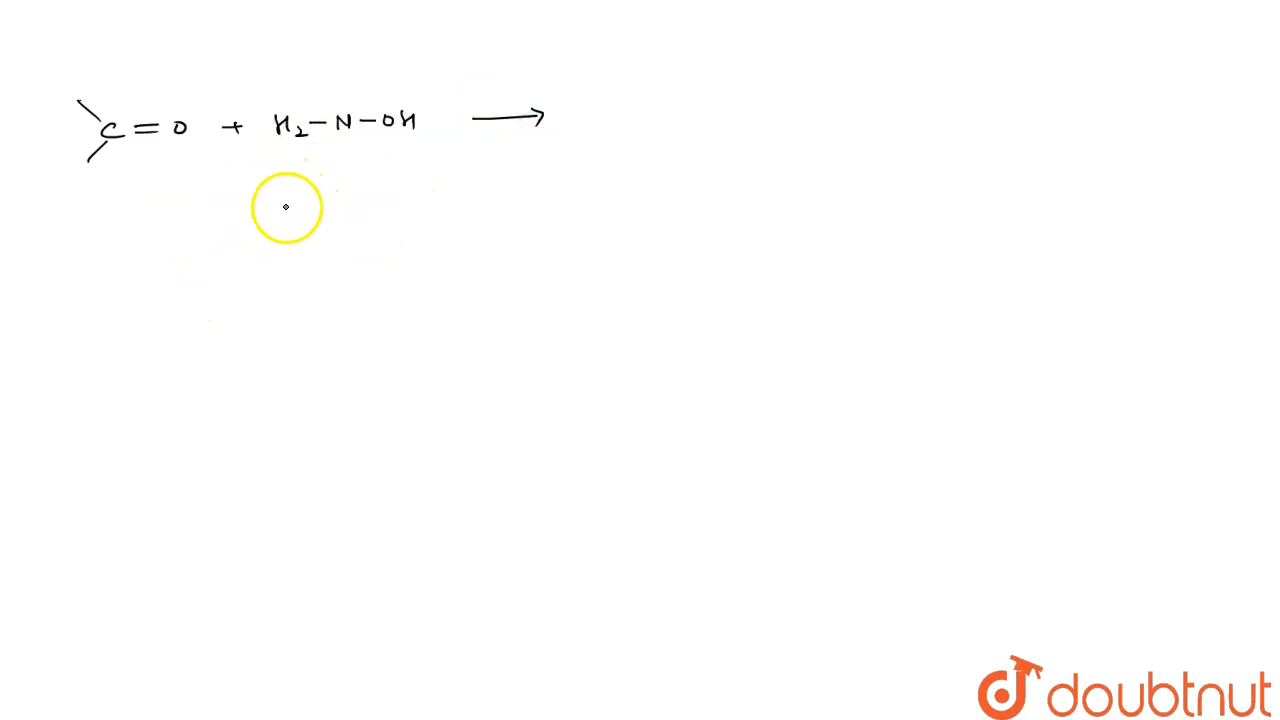 C = O + H₂ – N – OH ⟶
doubtnut